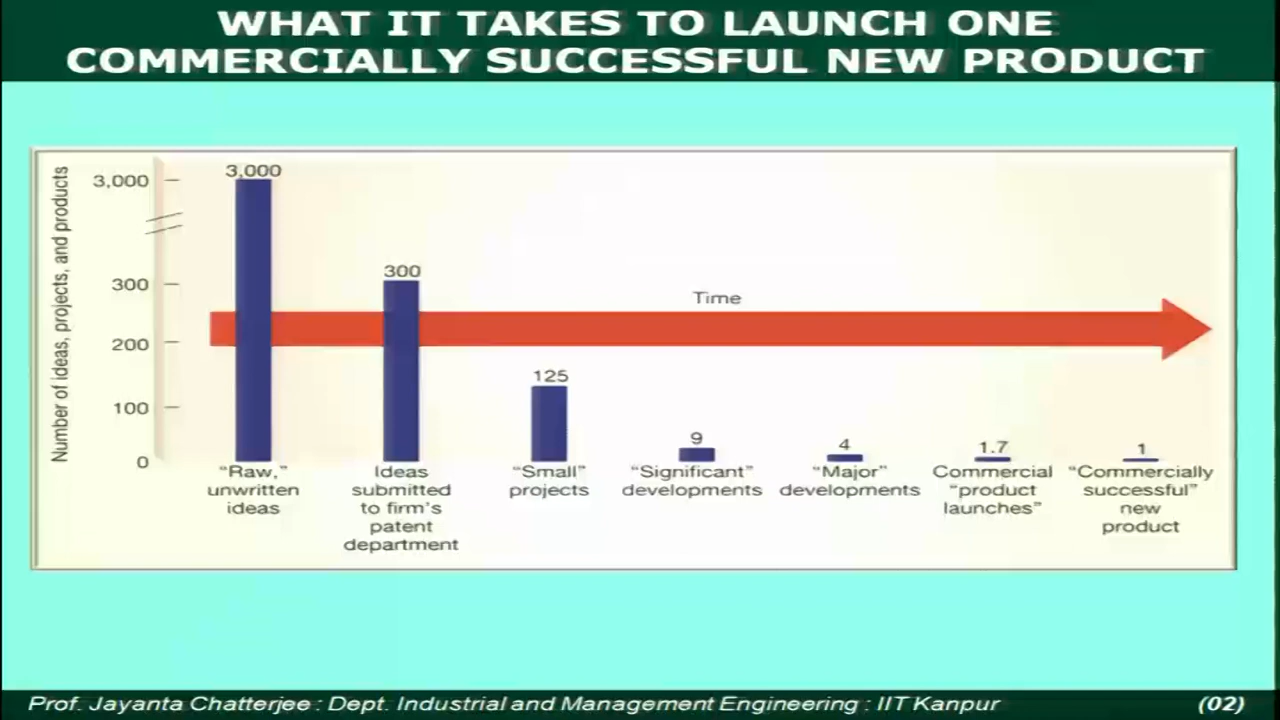 WHAT IT TAKES TO LAUNCH ONE
COMMERCIALLY SUCCESSFUL NEW PRODUCT
Number of ideas, projects, and products
3,000
300
200
100
0
3,000
300
125
9
4
1.7
1
Time
“Raw,”
unwritten
ideas
Ideas
submitted
to firm’s
patent
department
“Small”
projects
“Significant”
developments
“Major”
developments
Commercial
“product
launches”
“Commercially
successful”
new
product
Prof. Jayanta Chatterjee : Dept. Industrial and Management Engineering : IIT Kanpur
(02)